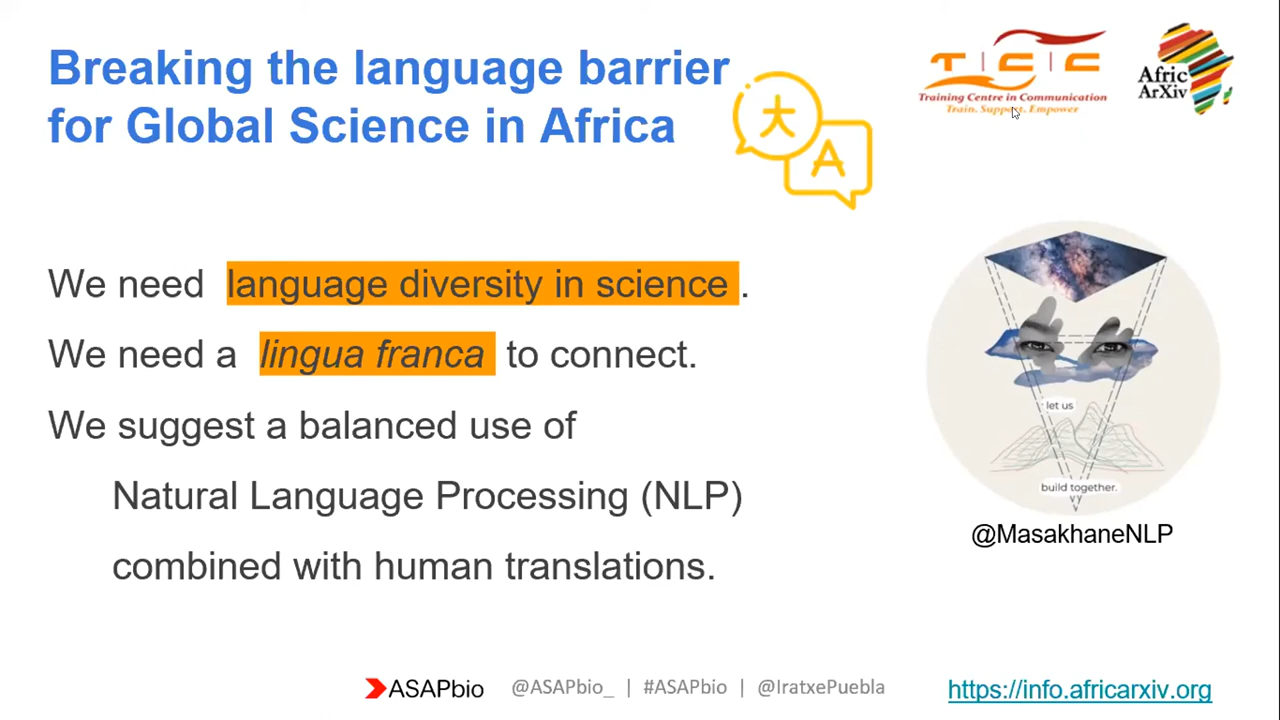 Breaking the language barrier
for Global Science in Africa
大
A
T | C | C
Training Centre in Communication
Train. Support. Empower
Afric
ArXiv
We need language diversity in science .
We need a lingua franca to connect.
We suggest a balanced use of
Natural Language Processing (NLP)
combined with human translations.
let us
build together.
@MasakhaneNLP
ASAPbio @ASAPbio_ | #ASAPbio | @IratxePuebla
https://info.africarxiv.org